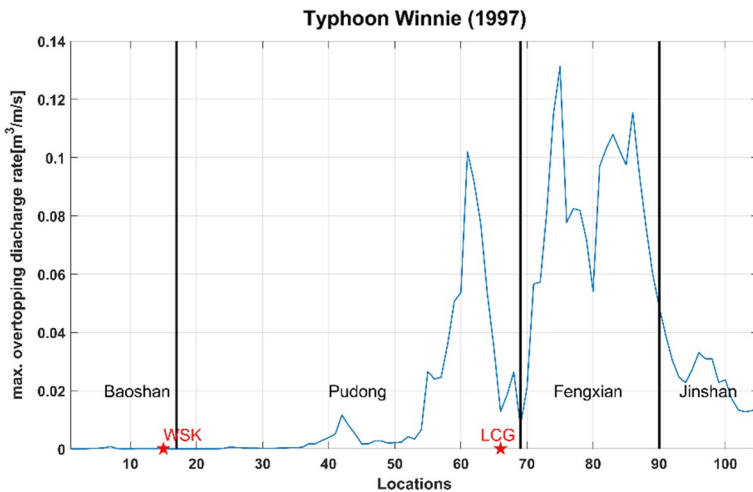 Typhoon Winnie (1997)
max. overtopping diacharge rate[m³/m/s]
0.14
0.12
0.1
0.08
0.06
0.04
0.02
0
Baoshan
Pudong
Fengxian
Jinshan
WSK
LCG
10 20 30 40 50 60 70 80 90 100
Locations